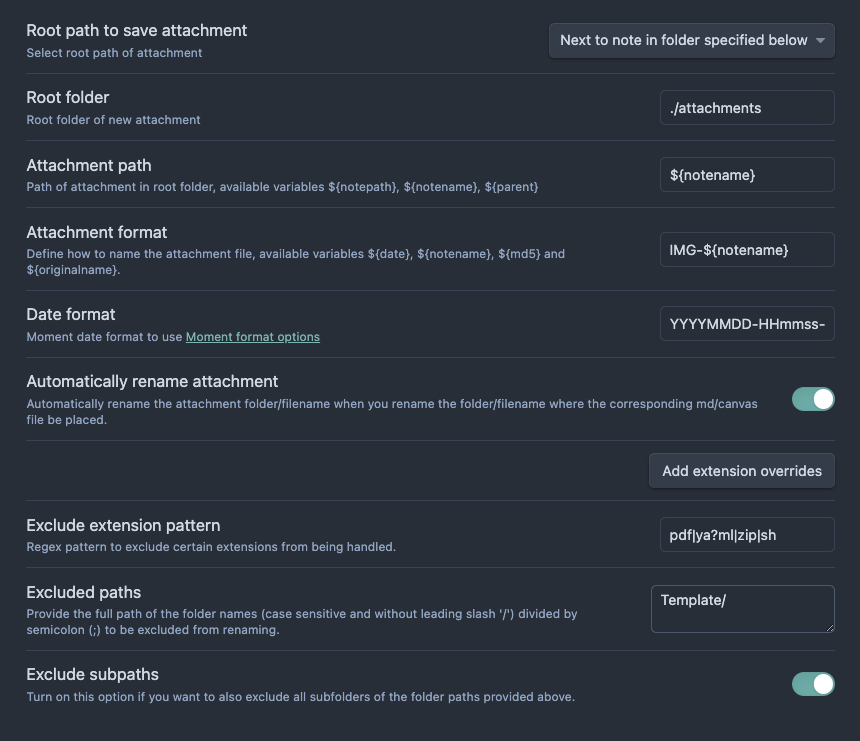 Root path to save attachment
Select root path of attachment
Next to note in folder specified below
Root folder
Root folder of new attachment
./attachments
Attachment path
Path of attachment in root folder, available variables ${notepath}, ${notename}, ${parent}
${notename}
Attachment format
Define how to name the attachment file, available variables ${date}, ${notename}, ${md5} and
${originalname}.
IMG-${notename}
Date format
Moment date format to use Moment format options
YYYYMMDD-HHmmss-
Automatically rename attachment
Automatically rename the attachment folder/filename when you rename the folder/filename where the corresponding md/canvas
file be placed.
Add extension overrides
Exclude extension pattern
Regex pattern to exclude certain extensions from being handled.
pdf|ya?ml|zip|sh
Excluded paths
Provide the full path of the folder names (case sensitive and without leading slash '/') divided by
semicolon (;) to be excluded from renaming.
Template/
Exclude subpaths
Turn on this option if you want to also exclude all subfolders of the folder paths provided above.